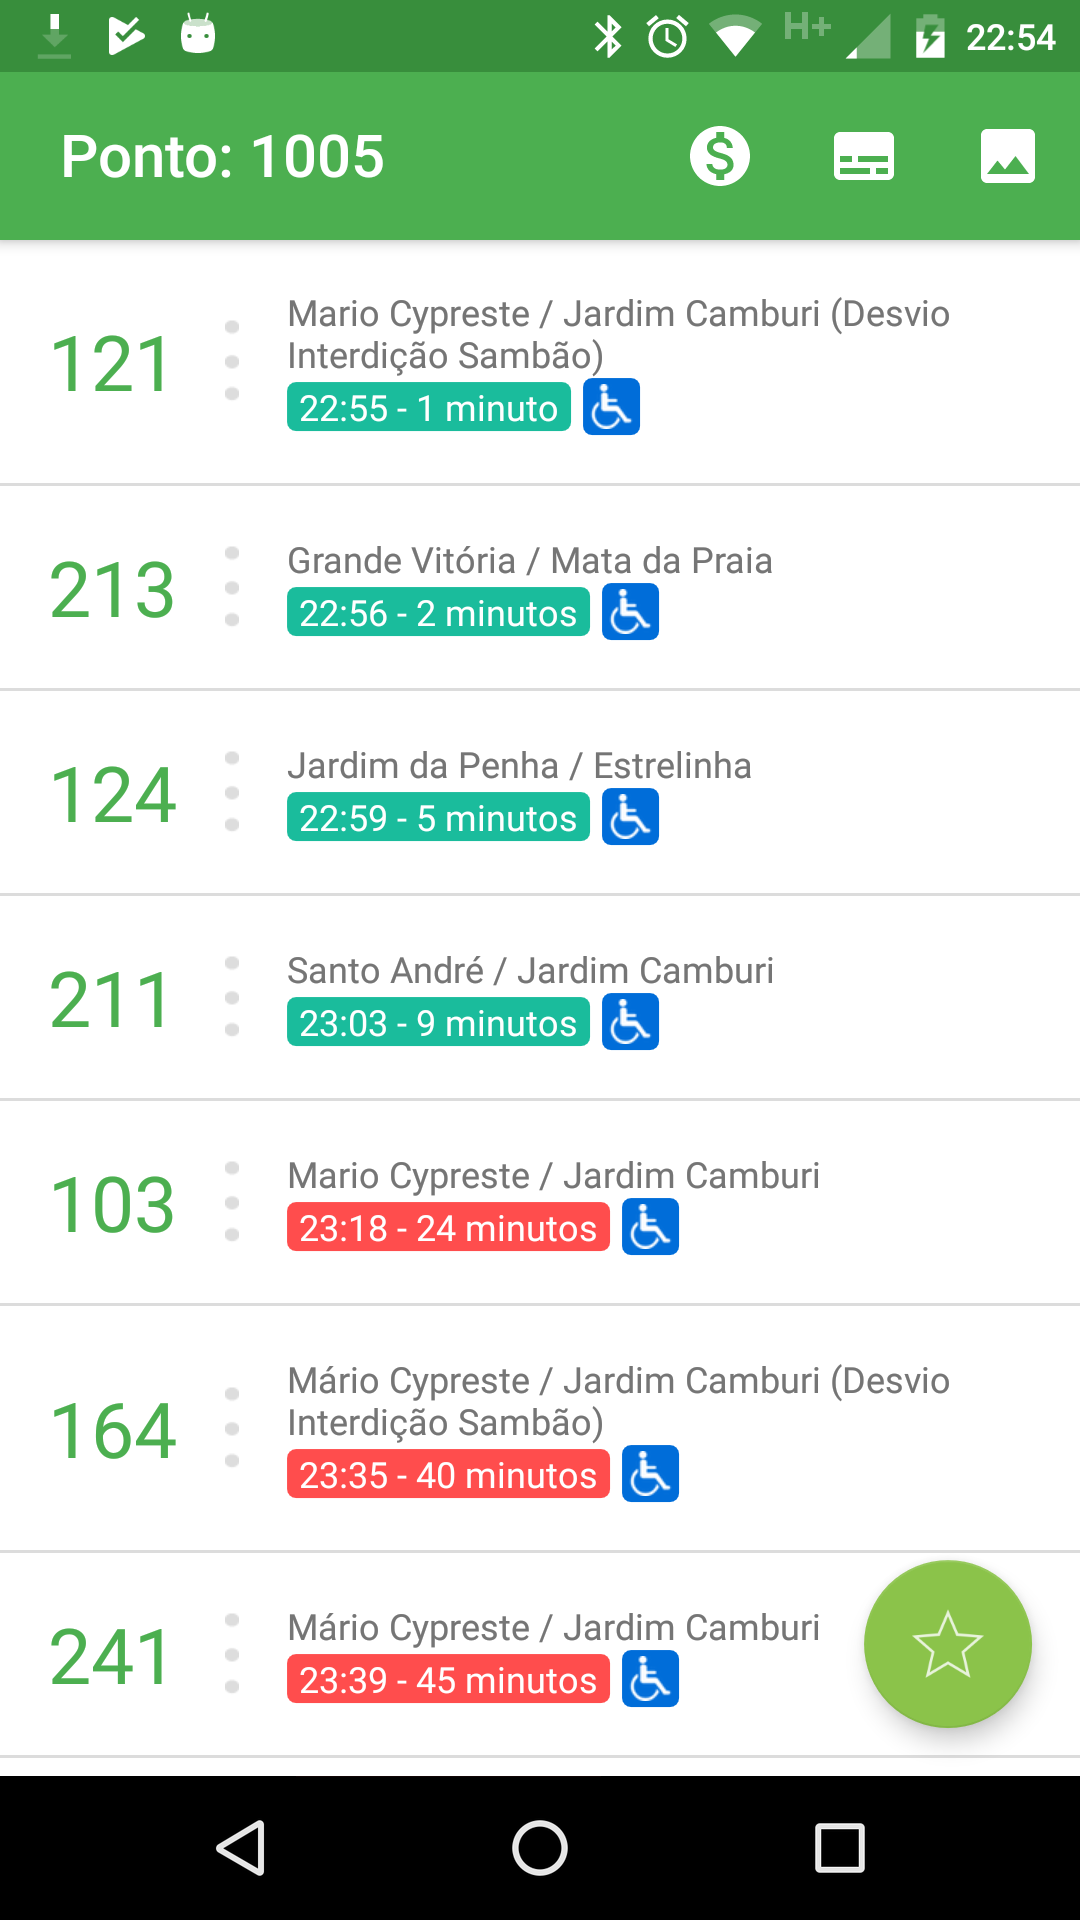 H+ 22:54
Ponto: 1005
121
Mario Cypreste / Jardim Camburi (Desvio
Interdição Sambão)
22:55 - 1 minuto
213
Grande Vitória / Mata da Praia
22:56 - 2 minutos
124
Jardim da Penha / Estrelinha
22:59 - 5 minutos
211
Santo André / Jardim Camburi
23:03 - 9 minutos
103
Mario Cypreste / Jardim Camburi
23:18 - 24 minutos
164
Mário Cypreste / Jardim Camburi (Desvio
Interdição Sambão)
23:35 - 40 minutos
241
Mário Cypreste / Jardim Camburi
23:39 - 45 minutos